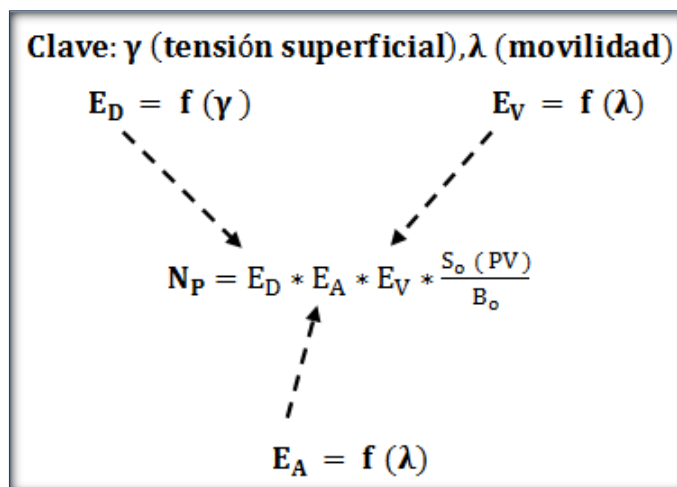 Clave: γ (tensión superficial),λ (movilidad)
E_D = f (γ)
E_V = f (λ)
N_P = E_D * E_A * E_V * S_o (PV) / B_o
E_A = f (λ)